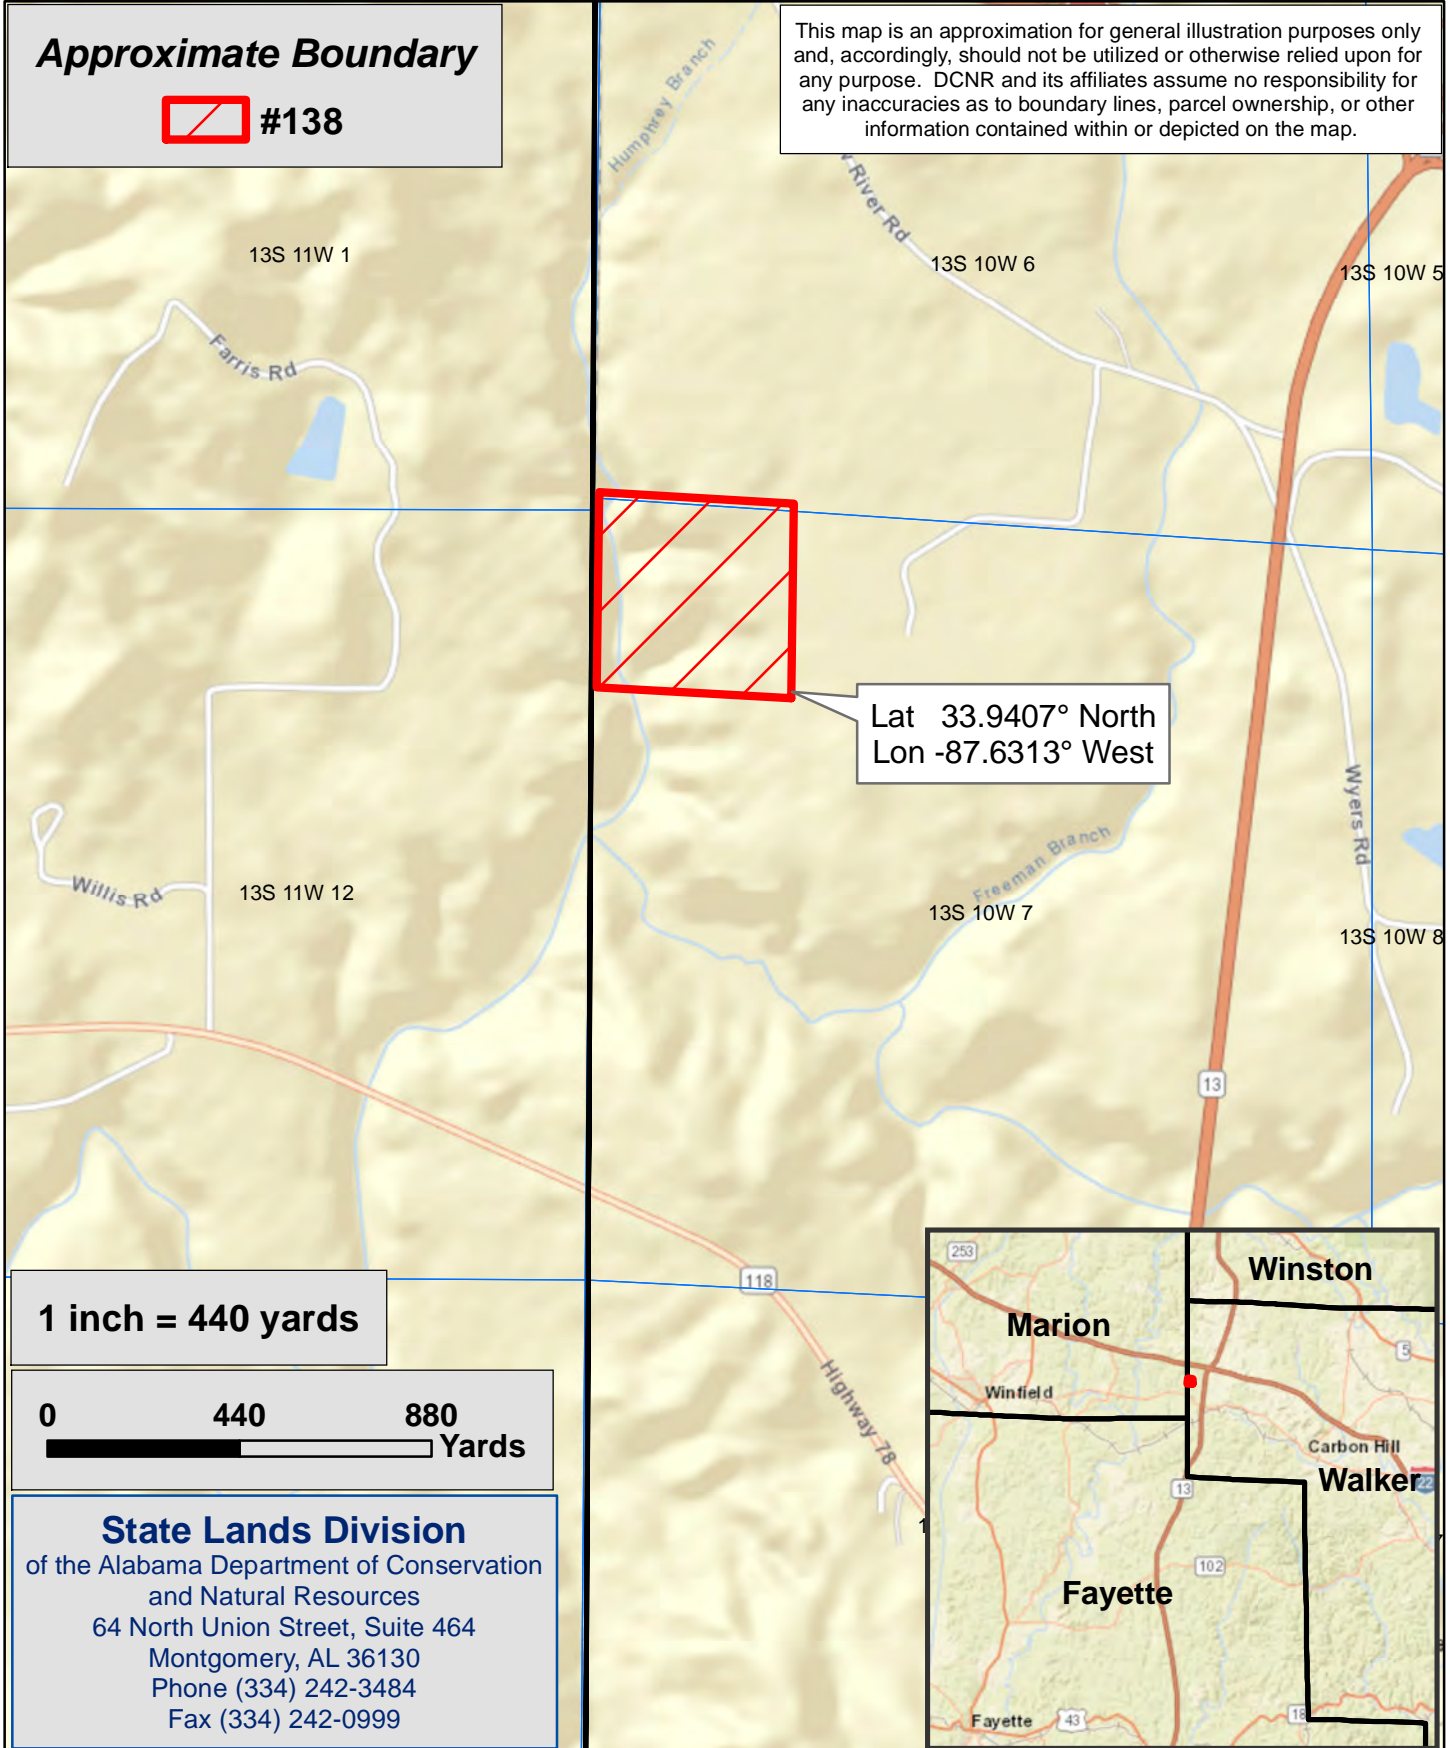 Approximate Boundary
#138
This map is an approximation for general illustration purposes only
and, accordingly, should not be utilized or otherwise relied upon for
any purpose. DCNR and its affiliates assume no responsibility for
any inaccuracies as to boundary lines, parcel ownership, or other
information contained within or depicted on the map.
Humphrey Branch
River Rd
13S 11W 1
13S 10W 6
13S 10W 5
Farris Rd
Lat 33.9407° North
Lon -87.6313° West
Wyers Rd
Freeman Branch
Willis Rd
13S 11W 12
13S 10W 7
13S 10W 8
13
118
Highway 78
1 inch = 440 yards
0 440 880
Yards
State Lands Division
of the Alabama Department of Conservation
and Natural Resources
64 North Union Street, Suite 464
Montgomery, AL 36130
Phone (334) 242-3484
Fax (334) 242-0999
253
Winston
Marion
5
Winfield
Carbon Hill
Walker
22
13
102
Fayette
18
Fayette
43